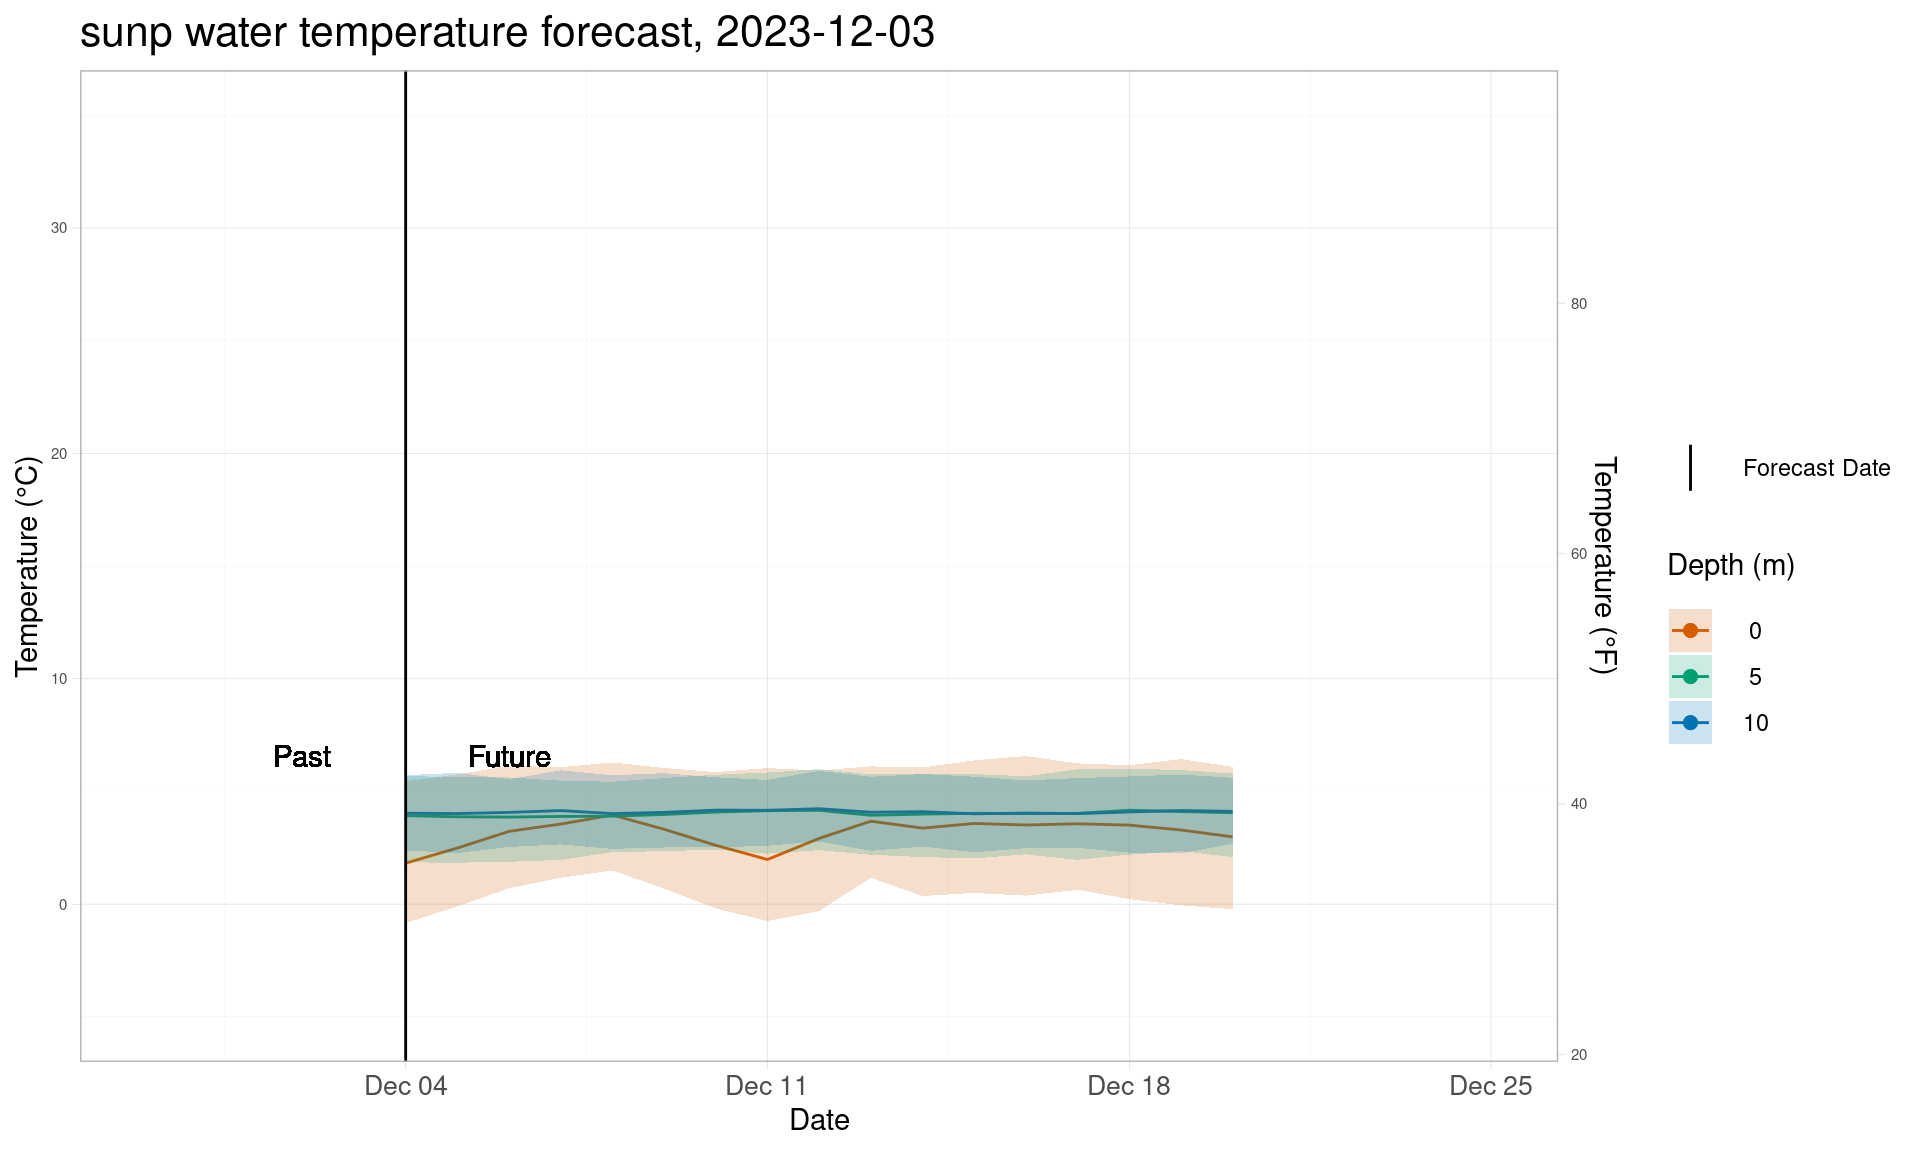 sunp water temperature forecast, 2023-12-03
Temperature (°C)
30
20
10
0
Past
Future
Dec 04
Dec 11
Dec 18
Dec 25
Date
80
60
40
20
Temperature (°F)
Forecast Date
Depth (m)
0
5
10